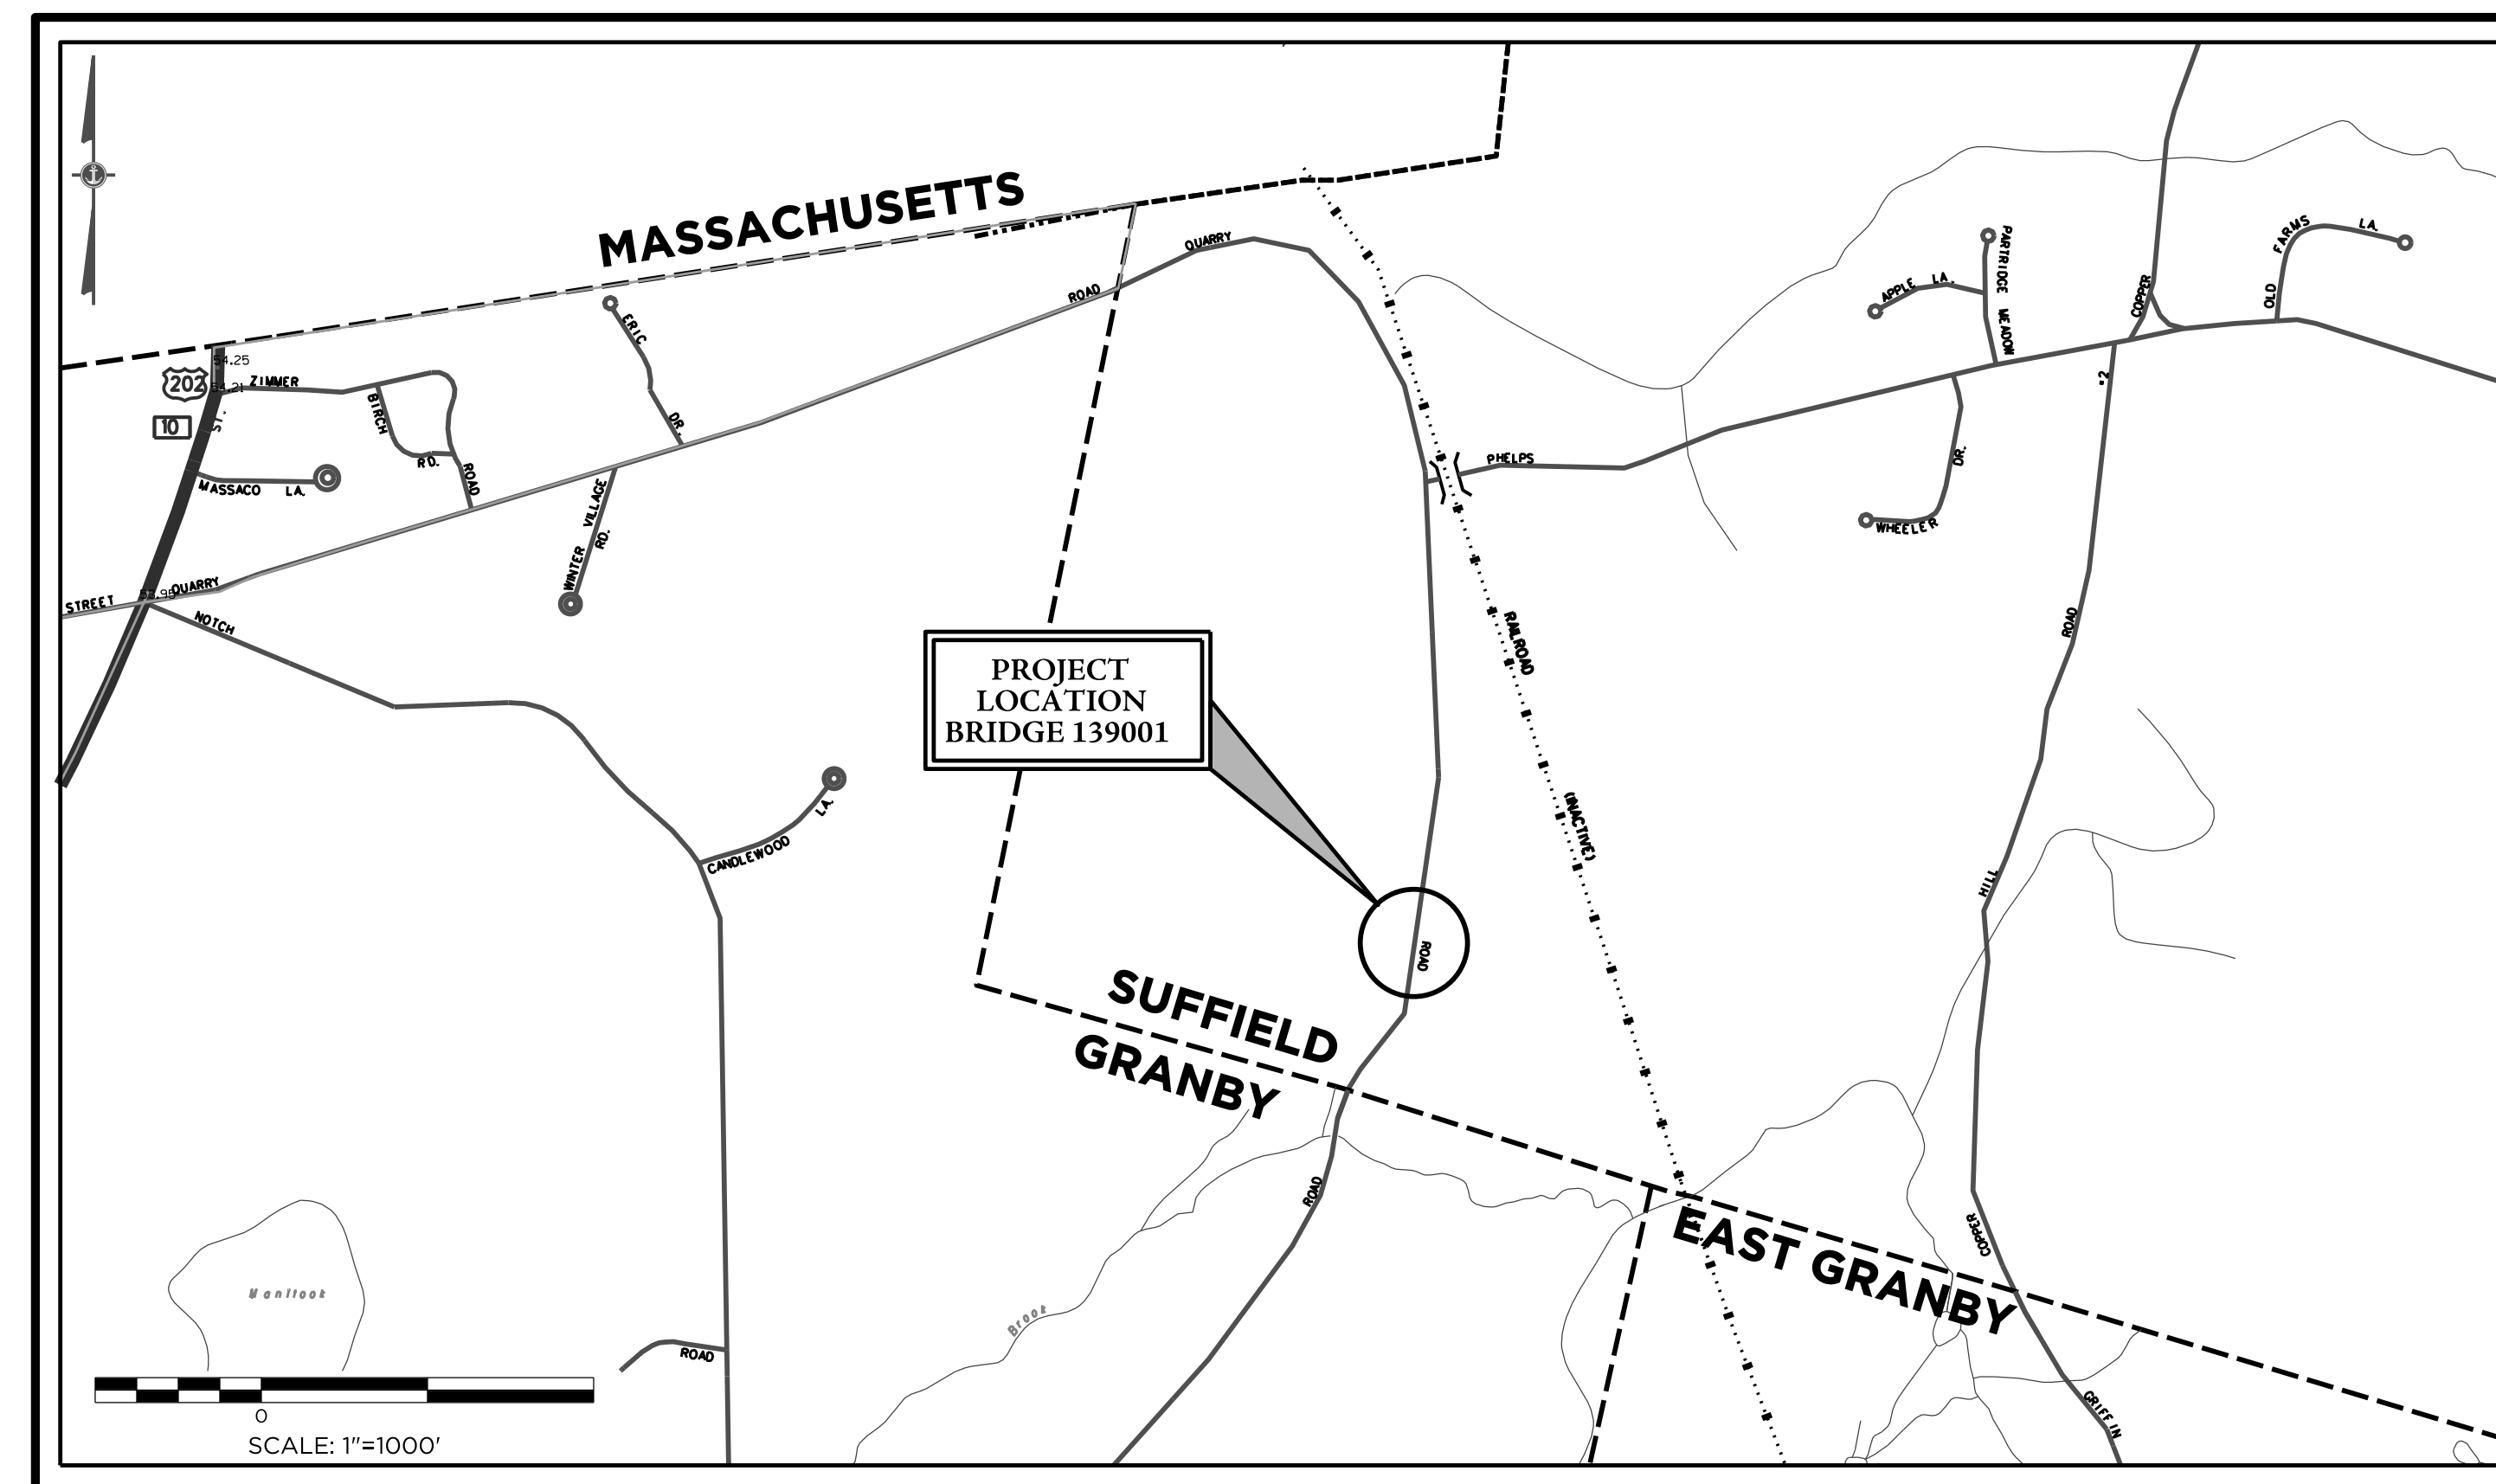 MASSACHUSETTS
QUARRY
ROAD
54.25
202
54.21
ZIMMER
10
ST.
BIRCH
RD.
ROAD
MASSACO LA.
ERIC
DR.
VILLAGE
WINTER
RD.
STREET
QUARRY
NOTCH
PARTRIDGE MEADOW
APPLE LA.
COPPER
OLD
FARMS
LA.
PHELPS
DR.
WHEELER
ROAD
HILL
RAILROAD
(INACTIVE)
PROJECT
LOCATION
BRIDGE 139001
CANDLEWOOD
LA.
ROAD
SUFFIELD
GRANBY
ROAD
EAST GRANBY
COPPER
GRIFFIN
Manitook
Brook
ROAD
0
SCALE: 1"=1000'